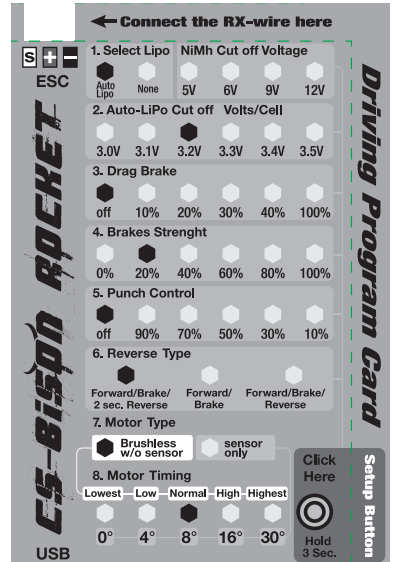 Connect the RX-wire here
S + -
ESC
1. Select Lipo
NiMh Cut off Voltage
Auto Lipo
None
5V 6V 9V 12V
2. Auto-LiPo Cut off Volts/Cell
3.0V 3.1V 3.2V 3.3V 3.4V 3.5V
3. Drag Brake
off 10% 20% 30% 40% 100%
4. Brakes Strenght
0% 20% 40% 60% 80% 100%
5. Punch Control
off 90% 70% 50% 30% 10%
6. Reverse Type
Forward/Brake/
2 sec. Reverse
Forward/
Brake
Forward/Brake/
Reverse
7. Motor Type
Brushless
w/o sensor
sensor
only
8. Motor Timing
Lowest Low Normal High Highest
0° 4° 8° 16° 30°
CS-Bison ROCKET
USB
Driving Program Card
Click
Here
Hold
3 Sec.
Setup Button